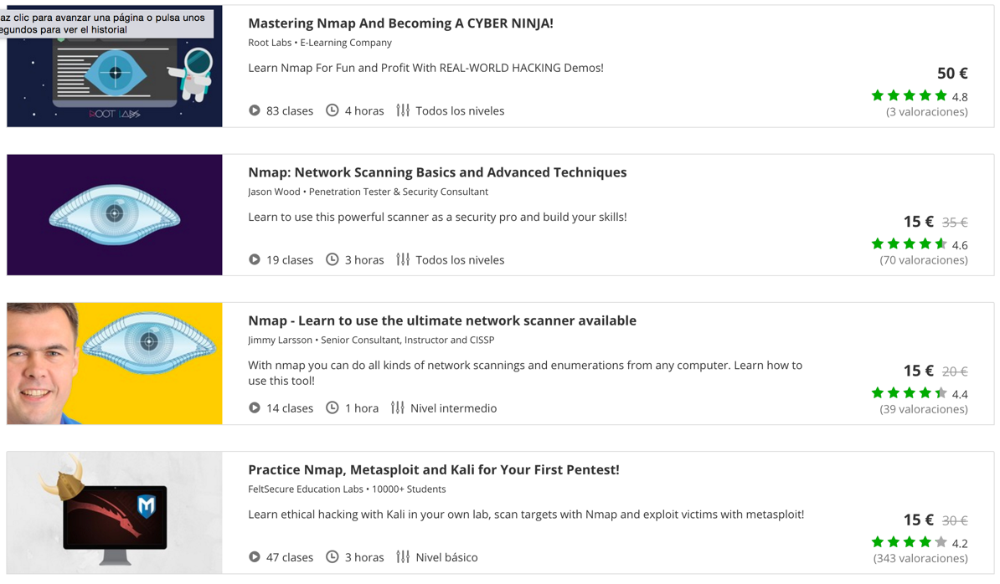 az clic para avanzar una página o pulsa unos
egundos para ver el historial
ROOT LABS
Mastering Nmap And Becoming A CYBER NINJA!
Root Labs • E-Learning Company
Learn Nmap For Fun and Profit With REAL-WORLD HACKING Demos!
83 clases 4 horas Todos los niveles
50 €
4.8
(3 valoraciones)
Nmap: Network Scanning Basics and Advanced Techniques
Jason Wood • Penetration Tester & Security Consultant
Learn to use this powerful scanner as a security pro and build your skills!
19 clases 3 horas Todos los niveles
15 € 35 €
4.6
(70 valoraciones)
Nmap - Learn to use the ultimate network scanner available
Jimmy Larsson • Senior Consultant, Instructor and CISSP
With nmap you can do all kinds of network scannings and enumerations from any computer. Learn how to
use this tool!
14 clases 1 hora Nivel intermedio
15 € 20 €
4.4
(39 valoraciones)
M
Practice Nmap, Metasploit and Kali for Your First Pentest!
FeltSecure Education Labs • 10000+ Students
Learn ethical hacking with Kali in your own lab, scan targets with Nmap and exploit victims with metasploit!
47 clases 3 horas Nivel básico
15 € 30 €
4.2
(343 valoraciones)